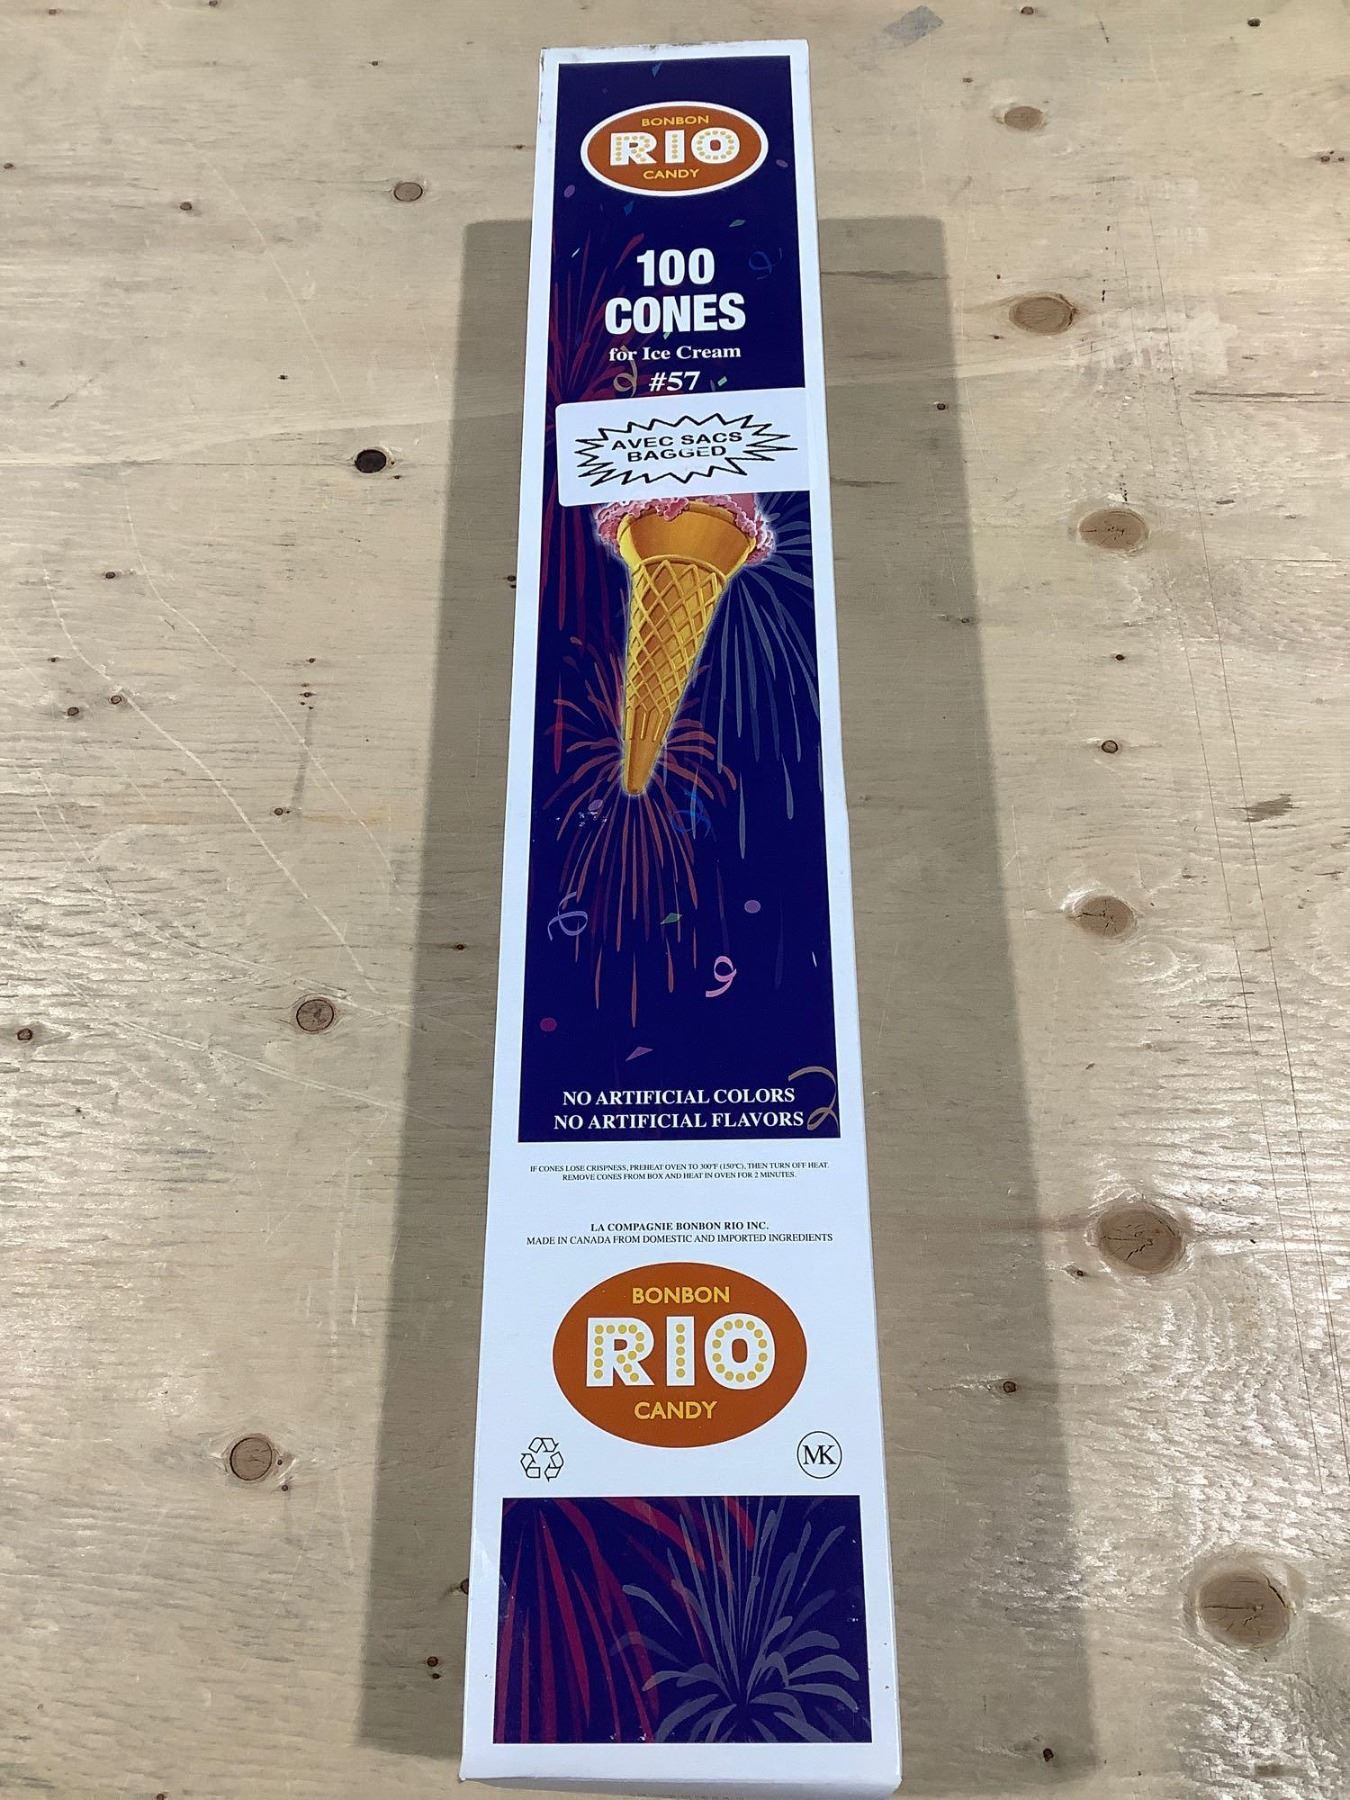 BONBON
RIO
CANDY
100
CONES
for Ice Cream
#57
AVEC SACS
BAGGED
NO ARTIFICIAL COLORS
NO ARTIFICIAL FLAVORS
IF CONES LOSE CRISPNESS, PREHEAT OVEN TO 300°F (150°C), THEN TURN OFF HEAT.
REMOVE CONES FROM BOX AND HEAT IN OVEN FOR 2 MINUTES.
LA COMPAGNIE BONBON RIO INC.
MADE IN CANADA FROM DOMESTIC AND IMPORTED INGREDIENTS
BONBON
RIO
CANDY
MK